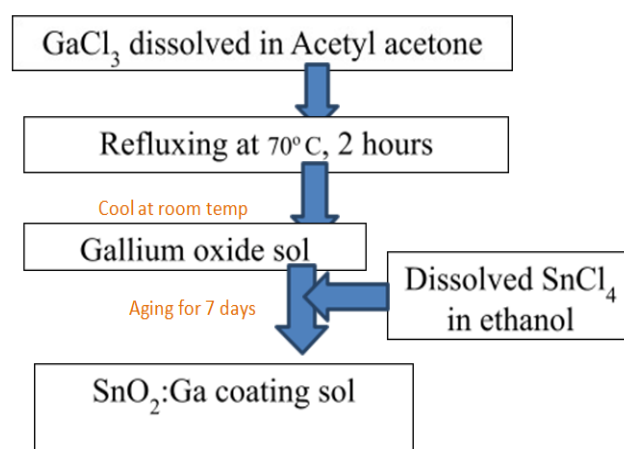 GaCl₃ dissolved in Acetyl acetone
Refluxing at 70° C, 2 hours
Cool at room temp
Gallium oxide sol
Aging for 7 days
Dissolved SnCl₄
in ethanol
SnO₂:Ga coating sol